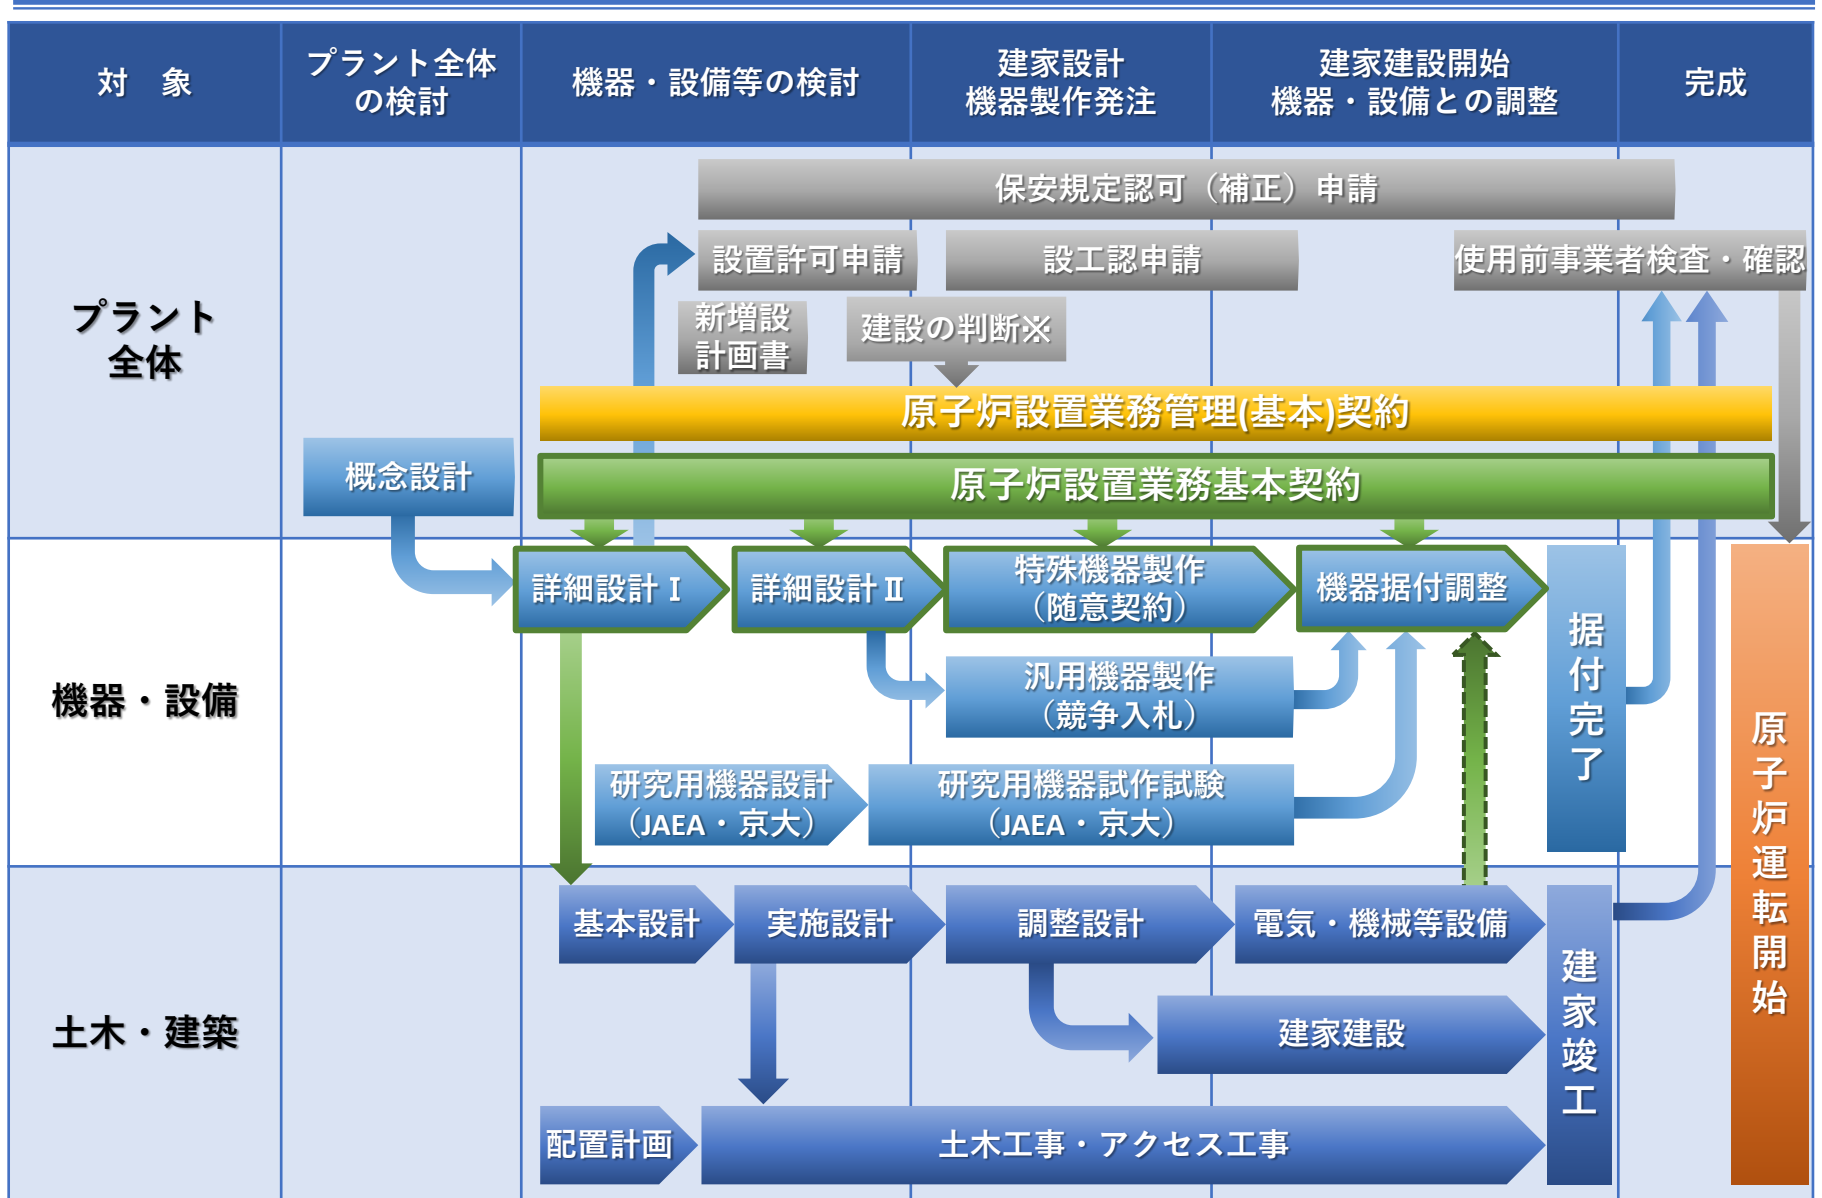 対　象
プラント全体
の検討
機器・設備等の検討
建家設計
機器製作発注
建家建設開始
機器・設備との調整
完成
プラント
全体
保安規定認可（補正）申請
設置許可申請
設工認申請
使用前事業者検査・確認
新増設
計画書
建設の判断※
原子炉設置業務管理(基本)契約
概念設計
原子炉設置業務基本契約
機器・設備
詳細設計Ⅰ
詳細設計Ⅱ
特殊機器製作
（随意契約）
機器据付調整
汎用機器製作
（競争入札）
研究用機器設計
（JAEA・京大）
研究用機器試作試験
（JAEA・京大）
据付完了
原子炉運転開始
土木・建築
基本設計
実施設計
調整設計
電気・機械等設備
建家建設
建家竣工
配置計画
土木工事・アクセス工事